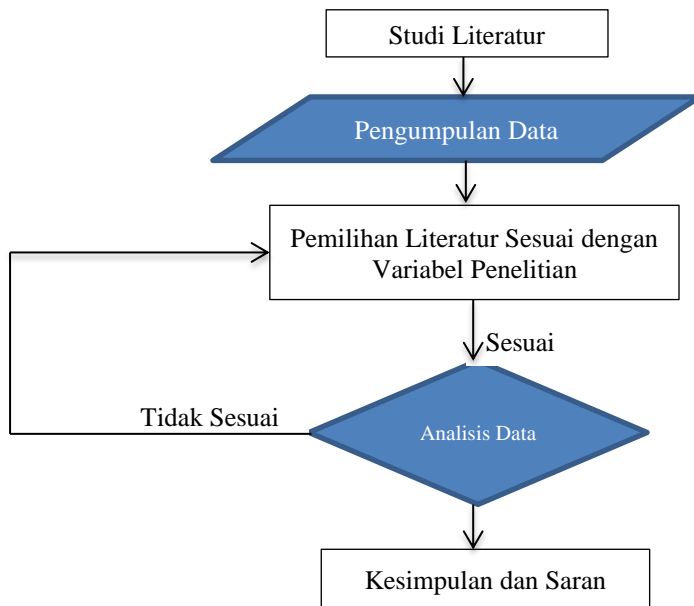 Studi Literatur
Pengumpulan Data
Pemilihan Literatur Sesuai dengan
Variabel Penelitian
Sesuai
Tidak Sesuai
Analisis Data
Kesimpulan dan Saran